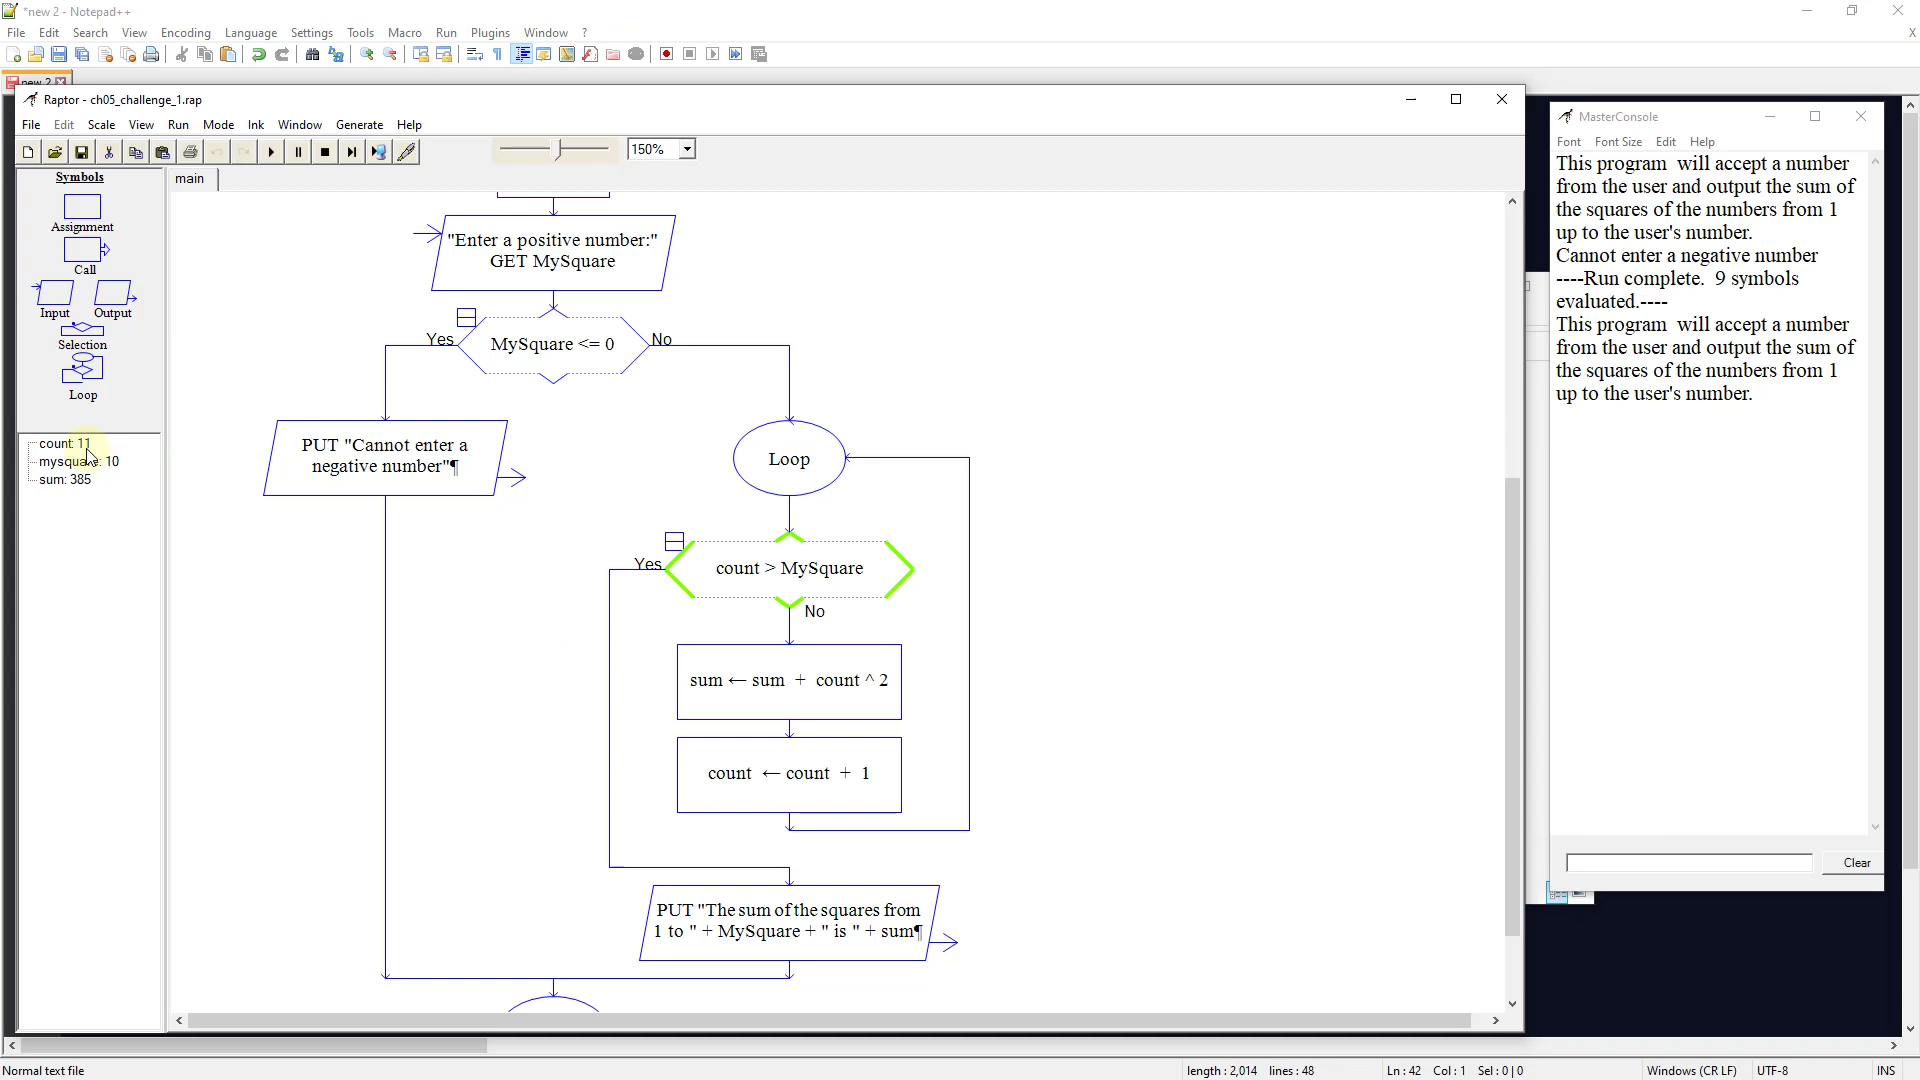 *new 2 - Notepad++
File Edit Search View Encoding Language Settings Tools Macro Run Plugins Window ?
X
new 2
Raptor - ch05_challenge_1.rap
File Edit Scale View Run Mode Ink Window Generate Help
150%
Symbols
Assignment
Call
Input Output
Selection
Loop
count: 11
mysquare: 10
sum: 385
main
"Enter a positive number:"
GET MySquare
Yes
MySquare <= 0
No
PUT "Cannot enter a
negative number"¶
Loop
Yes
count > MySquare
No
sum ← sum + count ^ 2
count ← count + 1
PUT "The sum of the squares from
1 to " + MySquare + " is " + sum¶
MasterConsole
Font Font Size Edit Help
This program will accept a number
from the user and output the sum of
the squares of the numbers from 1
up to the user's number.
Cannot enter a negative number
----Run complete. 9 symbols
evaluated.----
This program will accept a number
from the user and output the sum of
the squares of the numbers from 1
up to the user's number.
Clear
Normal text file
length : 2,014 lines : 48
Ln : 42 Col : 1 Sel : 0 | 0
Windows (CR LF)
UTF-8
INS